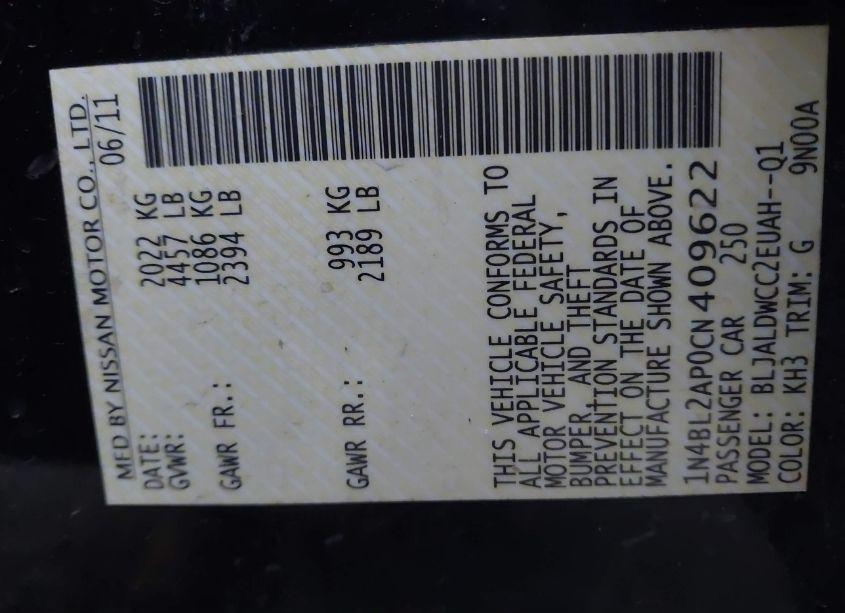 MFD BY NISSAN MOTOR CO., LTD.
DATE: 06/11
GVWR: 2022 KG
4457 LB
GAWR FR.: 1086 KG
2394 LB
GAWR RR.: 993 KG
2189 LB
THIS VEHICLE CONFORMS TO
ALL APPLICABLE FEDERAL
MOTOR VEHICLE SAFETY,
BUMPER, AND THEFT
PREVENTION STANDARDS IN
EFFECT ON THE DATE OF
MANUFACTURE SHOWN ABOVE.
1N4BL2AP0CN409622
PASSENGER CAR 250
MODEL: BLJALDWCC2EUAH--Q1
COLOR: KH3 TRIM: G 9N00A